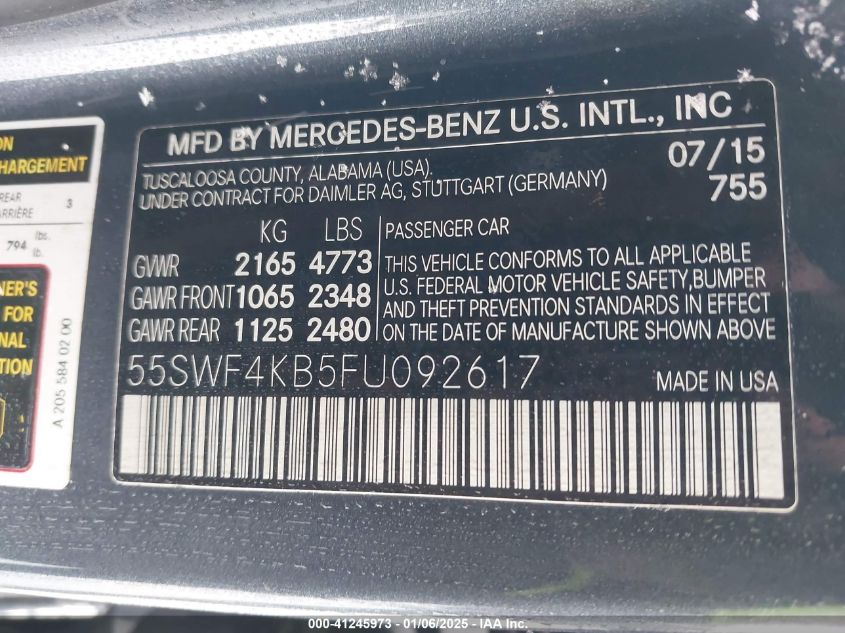 ON
CHARGEMENT
REAR 3
ARRIÈRE
794 lbs.
lb.
NER'S
FOR
NAL
TION
A 205 584 02 00
MFD BY MERCEDES-BENZ U.S. INTL., INC
TUSCALOOSA COUNTY, ALABAMA (USA). 07/15
UNDER CONTRACT FOR DAIMLER AG, STUTTGART (GERMANY) 755
KG LBS
GVWR 2165 4773
GAWR FRONT 1065 2348
GAWR REAR 1125 2480
PASSENGER CAR
THIS VEHICLE CONFORMS TO ALL APPLICABLE
U.S. FEDERAL MOTOR VEHICLE SAFETY,BUMPER
AND THEFT PREVENTION STANDARDS IN EFFECT
ON THE DATE OF MANUFACTURE SHOWN ABOVE
55SWF4KB5FU092617 MADE IN USA
000-41245973 - 01/06/2025 - IAA Inc.